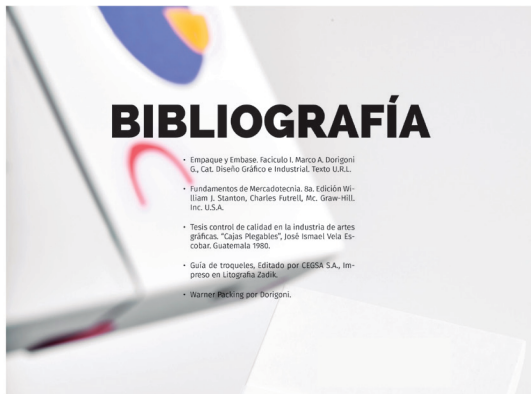 BIBLIOGRAFÍA
• Empaque y Embase. Faciculo I. Marco A. Dorigoni
G., Cat. Diseño Gráfico e Industrial. Texto U.R.L.
• Fundamentos de Mercadotecnia. 8a. Edición Wi-
lliam J. Stanton, Charles Futrell, Mc. Graw-Hill,
Inc. U.S.A.
• Tesis control de calidad en la industria de artes
gráficas. "Cajas Plegables", José Ismael Vela Es-
cobar. Guatemala 1980.
• Guía de troqueles, Editado por CEGSA S.A., Im-
preso en Litografía Zadik.
• Warner Packing por Dorigoni.